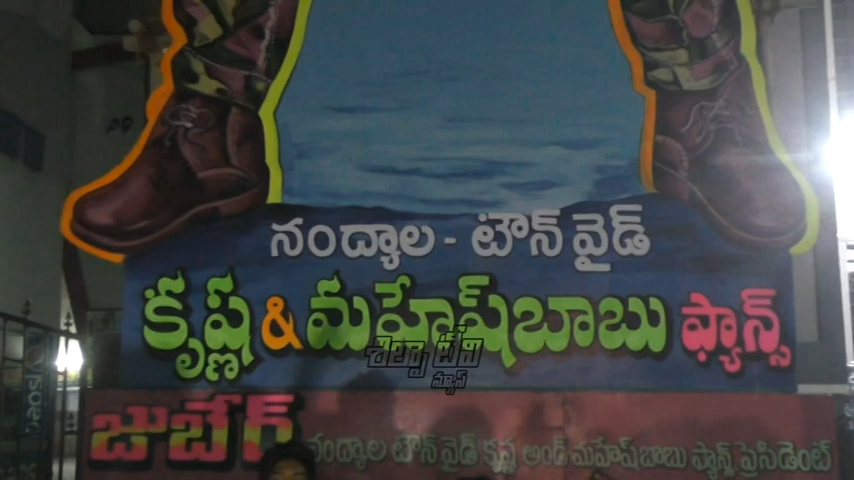 నంద్యాల - టౌన్ వైడ్
కృష్ణ & మహేష్‌బాబు ఫ్యాన్స్
జుబేర్ నంద్యాల టౌన్ వైడ్ కృష్ణ అండ్ మహేష్‌బాబు ఫ్యాన్స్ ప్రెసిడెంట్